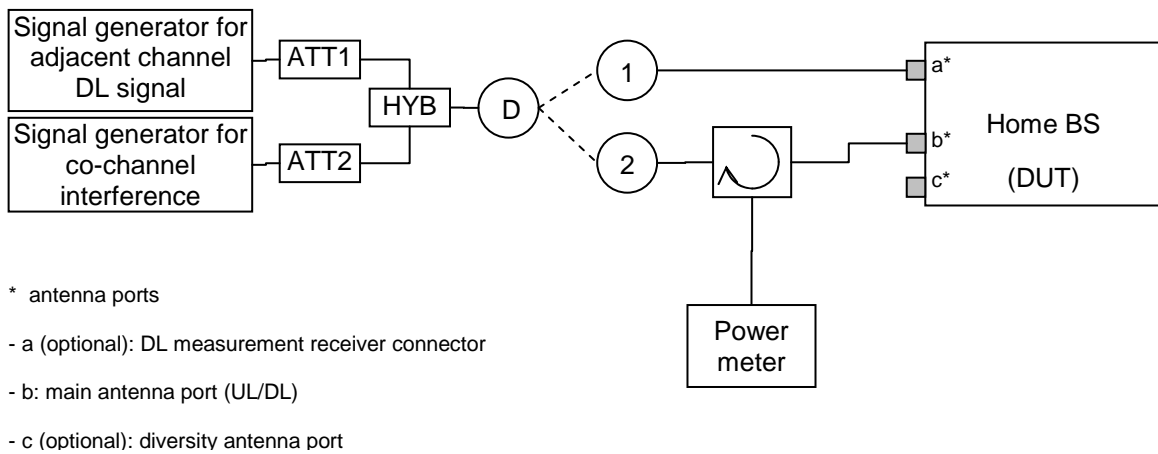 Signal generator for
adjacent channel
DL signal
ATT1
HYB
Signal generator for
co-channel
interference
ATT2
D
1
2
a*
b*
c*
Home BS
(DUT)
Power
meter
* antenna ports
- a (optional): DL measurement receiver connector
- b: main antenna port (UL/DL)
- c (optional): diversity antenna port